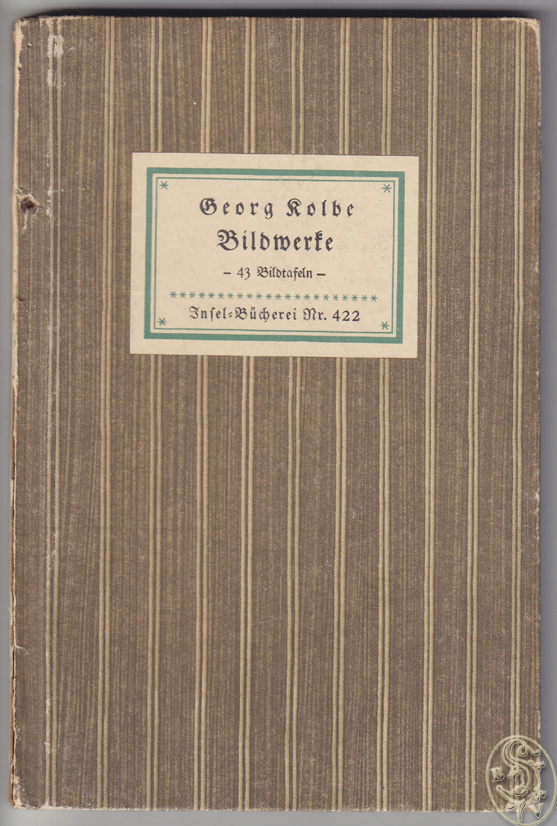 Georg Kolbe
Bildwerke
– 43 Bildtafeln –
Insel-Bücherei Nr. 422